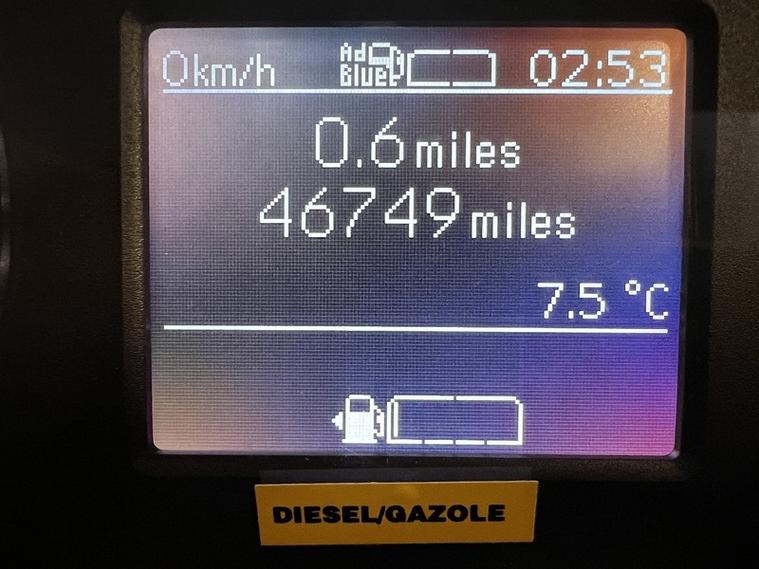 0km/h Ad Blue 02:53
0.6 miles
46749 miles
7.5 °C
DIESEL/GAZOLE